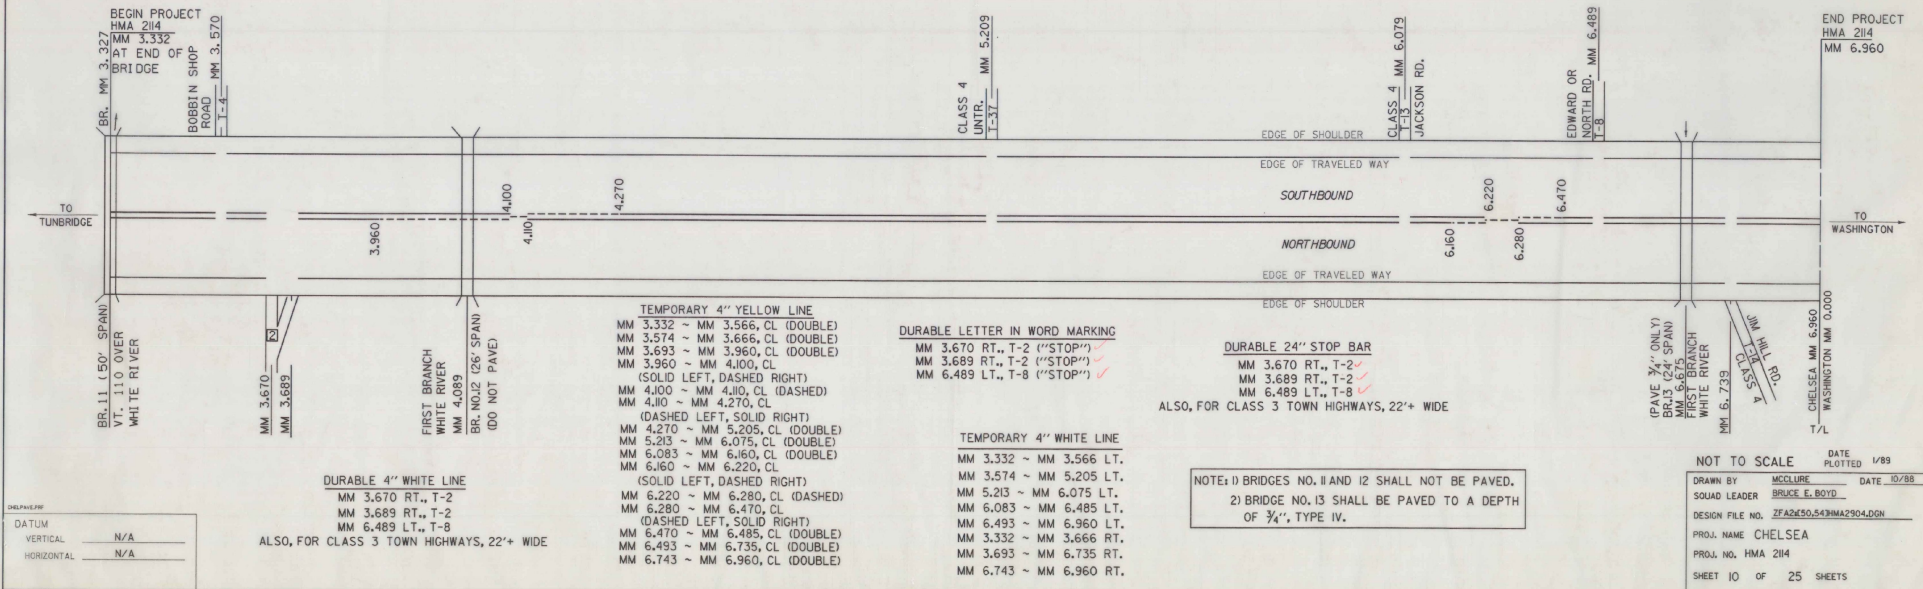 BEGIN PROJECT
HMA 2114
MM 3.332
AT END OF
BRIDGE
BR. MM 3.327
BOBBIN SHOP
ROAD
T-4
MM 3.570
CLASS 4
UNTR.
T-37
MM 5.209
CLASS 4
T-13
MM 6.079
JACKSON RD.
EDWARD OR
NORTH RD.
T-8
MM 6.489
END PROJECT
HMA 2114
MM 6.960
EDGE OF SHOULDER
EDGE OF TRAVELED WAY
SOUTHBOUND
4.100
4.270
6.220
6.470
TO
TUNBRIDGE
TO
WASHINGTON
3.960
4.110
6.160
6.280
NORTHBOUND
EDGE OF TRAVELED WAY
EDGE OF SHOULDER
BR. 11 ( 50' SPAN)
VT. 110 OVER
WHITE RIVER
2
MM 3.670
MM 3.689
FIRST BRANCH
WHITE RIVER
MM 4.089
BR. NO.12 (26' SPAN)
(DO NOT PAVE)
(PAVE 3/4" ONLY)
BR.13 (24' SPAN)
MM 6.675
FIRST BRANCH
WHITE RIVER
MM 6.739
JIM HILL RD.
T-14
CLASS 4
CHELSEA MM 6.960
WASHINGTON MM 0.000
T/L
TEMPORARY 4" YELLOW LINE
MM 3.332 ~ MM 3.566, CL (DOUBLE)
MM 3.574 ~ MM 3.666, CL (DOUBLE)
MM 3.693 ~ MM 3.960, CL (DOUBLE)
MM 3.960 ~ MM 4.100, CL
(SOLID LEFT, DASHED RIGHT)
MM 4.100 ~ MM 4.110, CL (DASHED)
MM 4.110 ~ MM 4.270, CL
(DASHED LEFT, SOLID RIGHT)
MM 4.270 ~ MM 5.205, CL (DOUBLE)
MM 5.213 ~ MM 6.075, CL (DOUBLE)
MM 6.083 ~ MM 6.160, CL (DOUBLE)
MM 6.160 ~ MM 6.220, CL
(SOLID LEFT, DASHED RIGHT)
MM 6.220 ~ MM 6.280, CL (DASHED)
MM 6.280 ~ MM 6.470, CL
(DASHED LEFT, SOLID RIGHT)
MM 6.470 ~ MM 6.485, CL (DOUBLE)
MM 6.493 ~ MM 6.735, CL (DOUBLE)
MM 6.743 ~ MM 6.960, CL (DOUBLE)
DURABLE LETTER IN WORD MARKING
MM 3.670 RT., T-2 ("STOP")
MM 3.689 RT., T-2 ("STOP")
MM 6.489 LT., T-8 ("STOP")
DURABLE 24" STOP BAR
MM 3.670 RT., T-2
MM 3.689 RT., T-2
MM 6.489 LT., T-8
ALSO, FOR CLASS 3 TOWN HIGHWAYS, 22'+ WIDE
TEMPORARY 4" WHITE LINE
MM 3.332 ~ MM 3.566 LT.
MM 3.574 ~ MM 5.205 LT.
MM 5.213 ~ MM 6.075 LT.
MM 6.083 ~ MM 6.485 LT.
MM 6.493 ~ MM 6.960 LT.
MM 3.332 ~ MM 3.666 RT.
MM 3.693 ~ MM 6.735 RT.
MM 6.743 ~ MM 6.960 RT.
DURABLE 4" WHITE LINE
MM 3.670 RT., T-2
MM 3.689 RT., T-2
MM 6.489 LT., T-8
ALSO, FOR CLASS 3 TOWN HIGHWAYS, 22'+ WIDE
NOTE: 1) BRIDGES NO. 11 AND 12 SHALL NOT BE PAVED.
2) BRIDGE NO. 13 SHALL BE PAVED TO A DEPTH
OF 3/4", TYPE IV.
CHELPAVE.PRF
DATUM
VERTICAL N/A
HORIZONTAL N/A
NOT TO SCALE
DATE PLOTTED 1/89
DRAWN BY MCCLURE DATE 10/88
SQUAD LEADER BRUCE E. BOYD
DESIGN FILE NO.
PROJ. NAME CHELSEA
PROJ. NO. HMA 2114
SHEET 10 OF 25 SHEETS